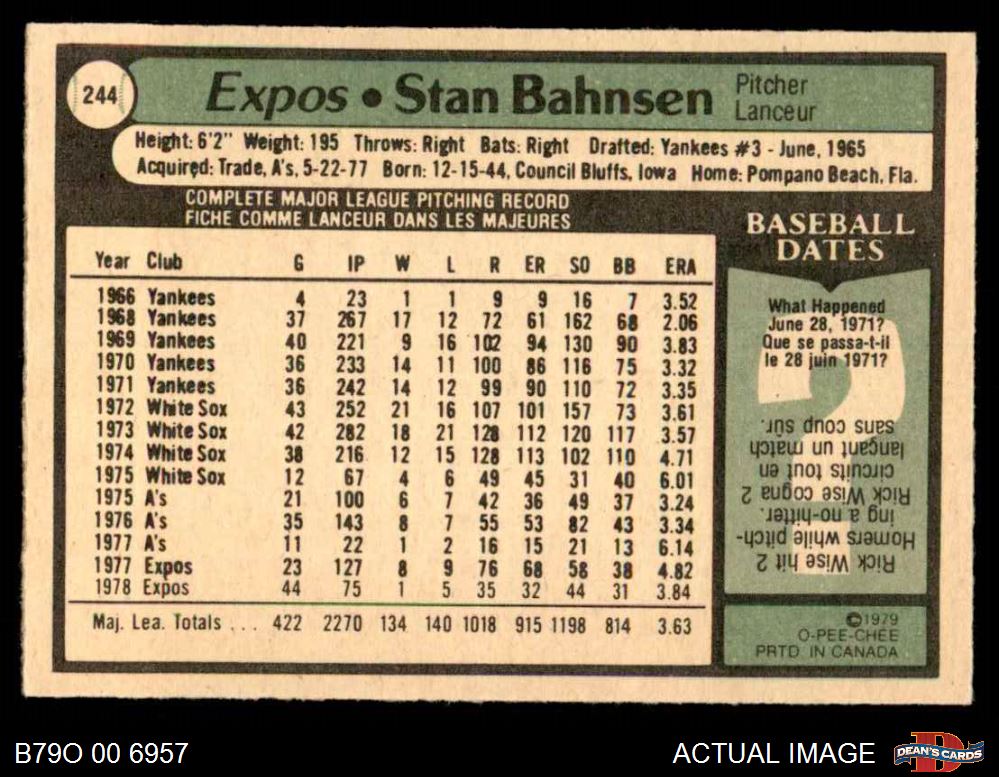 244
Expos • Stan Bahnsen
Pitcher
Lanceur
Height: 6'2" Weight: 195 Throws: Right Bats: Right Drafted: Yankees #3 - June, 1965
Acquired: Trade, A's, 5-22-77 Born: 12-15-44, Council Bluffs, Iowa Home: Pompano Beach, Fla.
COMPLETE MAJOR LEAGUE PITCHING RECORD
FICHE COMME LANCEUR DANS LES MAJEURES
Year Club G IP W L R ER SO BB ERA
1966 Yankees 4 23 1 1 9 9 16 7 3.52
1968 Yankees 37 267 17 12 72 61 162 68 2.06
1969 Yankees 40 221 9 16 102 94 130 90 3.83
1970 Yankees 36 233 14 11 100 86 116 75 3.32
1971 Yankees 36 242 14 12 99 90 110 72 3.35
1972 White Sox 43 252 21 16 107 101 157 73 3.61
1973 White Sox 42 282 18 21 128 112 120 117 3.57
1974 White Sox 38 216 12 15 128 113 102 110 4.71
1975 White Sox 12 67 4 6 49 45 31 40 6.01
1975 A's 21 100 6 7 42 36 49 37 3.24
1976 A's 35 143 8 7 55 53 82 43 3.34
1977 A's 11 22 1 2 16 15 21 13 6.14
1977 Expos 23 127 8 9 76 68 58 38 4.82
1978 Expos 44 75 1 5 35 32 44 31 3.84
Maj. Lea. Totals ... 422 2270 134 140 1018 915 1198 814 3.63
BASEBALL
DATES
What Happened
June 28, 1971?
Que se passa-t-il
le 28 juin 1971?
Rick Wise hit 2
Homers while pitch-
ing a no-hitter.
Rick Wise cogna 2
circuits tout en
lançant un match
sans coup sûr.
©1979
O-PEE-CHEE
PRTD IN CANADA
B79O 00 6957
ACTUAL IMAGE
D
DEAN'S CARDS